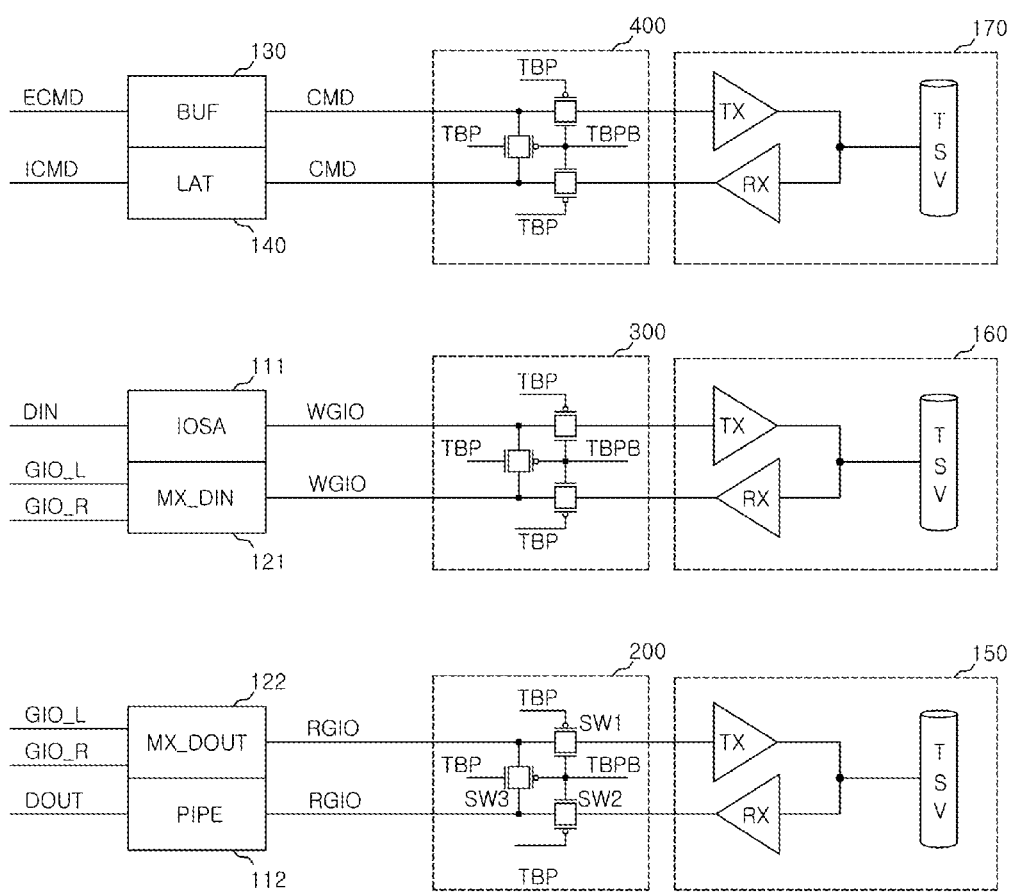 400
170
130
TBP
ECMD
BUF
CMD
TX
TSV
TBP
TBPB
ICMD
LAT
CMD
RX
TBP
140
300
160
111
TBP
DIN
IOSA
WGIO
TX
TSV
TBP
TBPB
GIO_L
MX_DIN
WGIO
RX
GIO_R
TBP
121
200
150
122
TBP
SW1
GIO_L
MX_DOUT
RGIO
TX
TSV
GIO_R
TBP
TBPB
SW3
SW2
DOUT
PIPE
RGIO
RX
TBP
112